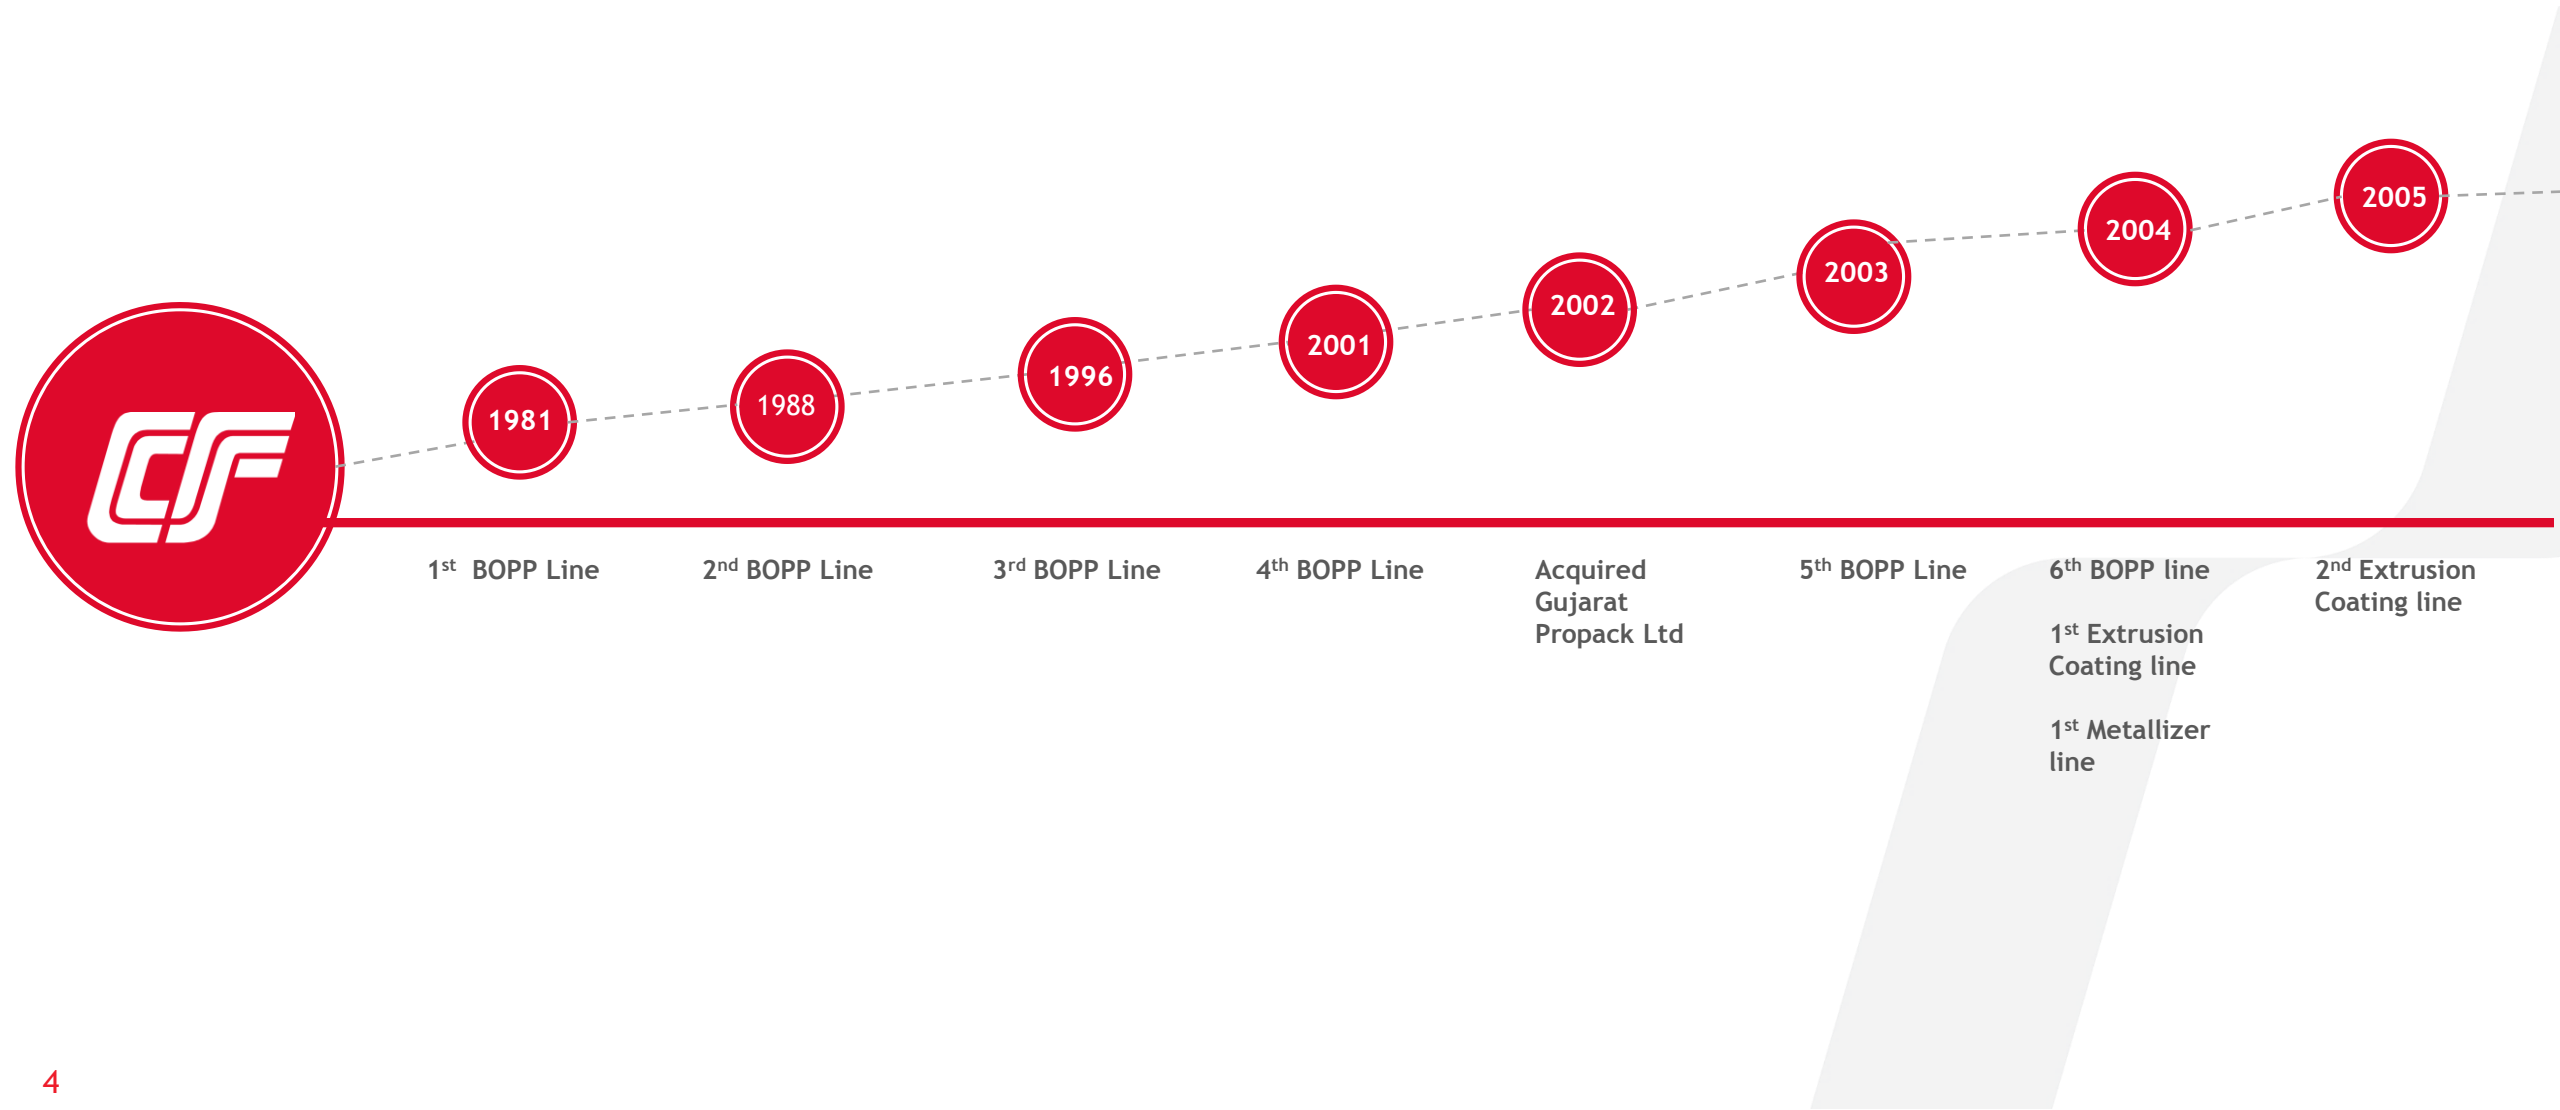 2005
2004
2003
2002
2001
1996
1988
1981
CF
1st BOPP Line
2nd BOPP Line
3rd BOPP Line
4th BOPP Line
Acquired
Gujarat
Propack Ltd
5th BOPP Line
6th BOPP line
1st Extrusion
Coating line
1st Metallizer
line
2nd Extrusion
Coating line
4